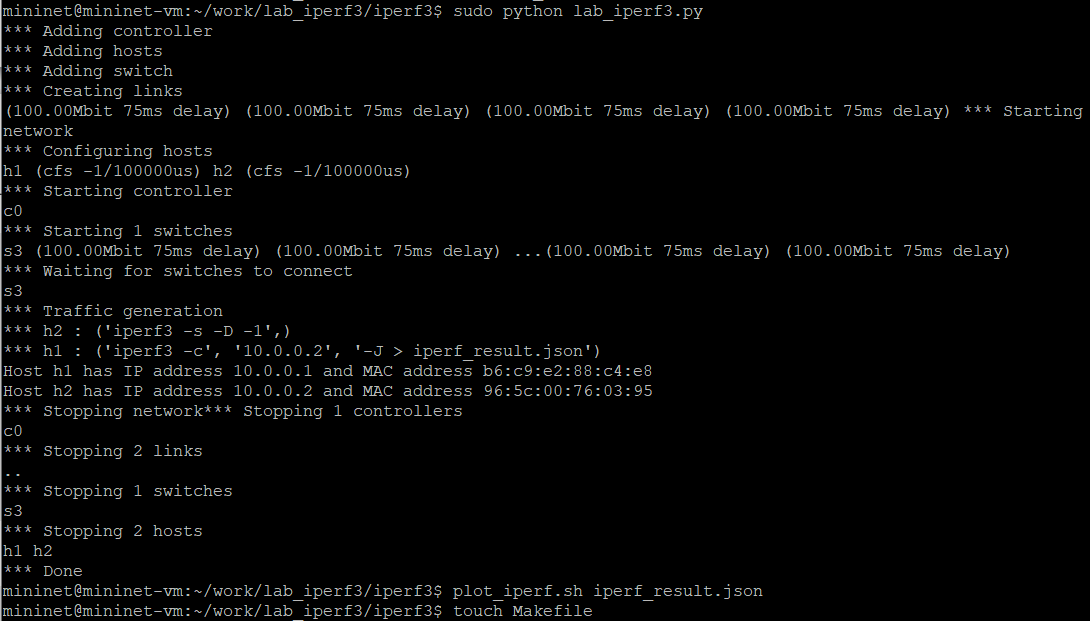 mininet@mininet-vm:~/work/lab_iperf3/iperf3$ sudo python lab_iperf3.py
*** Adding controller
*** Adding hosts
*** Adding switch
*** Creating links
(100.00Mbit 75ms delay) (100.00Mbit 75ms delay) (100.00Mbit 75ms delay) (100.00Mbit 75ms delay) *** Starting
network
*** Configuring hosts
h1 (cfs -1/100000us) h2 (cfs -1/100000us)
*** Starting controller
c0
*** Starting 1 switches
s3 (100.00Mbit 75ms delay) (100.00Mbit 75ms delay) ...(100.00Mbit 75ms delay) (100.00Mbit 75ms delay)
*** Waiting for switches to connect
s3
*** Traffic generation
*** h2 : ('iperf3 -s -D -1',)
*** h1 : ('iperf3 -c', '10.0.0.2', '-J > iperf_result.json')
Host h1 has IP address 10.0.0.1 and MAC address b6:c9:e2:88:c4:e8
Host h2 has IP address 10.0.0.2 and MAC address 96:5c:00:76:03:95
*** Stopping network*** Stopping 1 controllers
c0
*** Stopping 2 links
..
*** Stopping 1 switches
s3
*** Stopping 2 hosts
h1 h2
*** Done
mininet@mininet-vm:~/work/lab_iperf3/iperf3$ plot_iperf.sh iperf_result.json
mininet@mininet-vm:~/work/lab_iperf3/iperf3$ touch Makefile